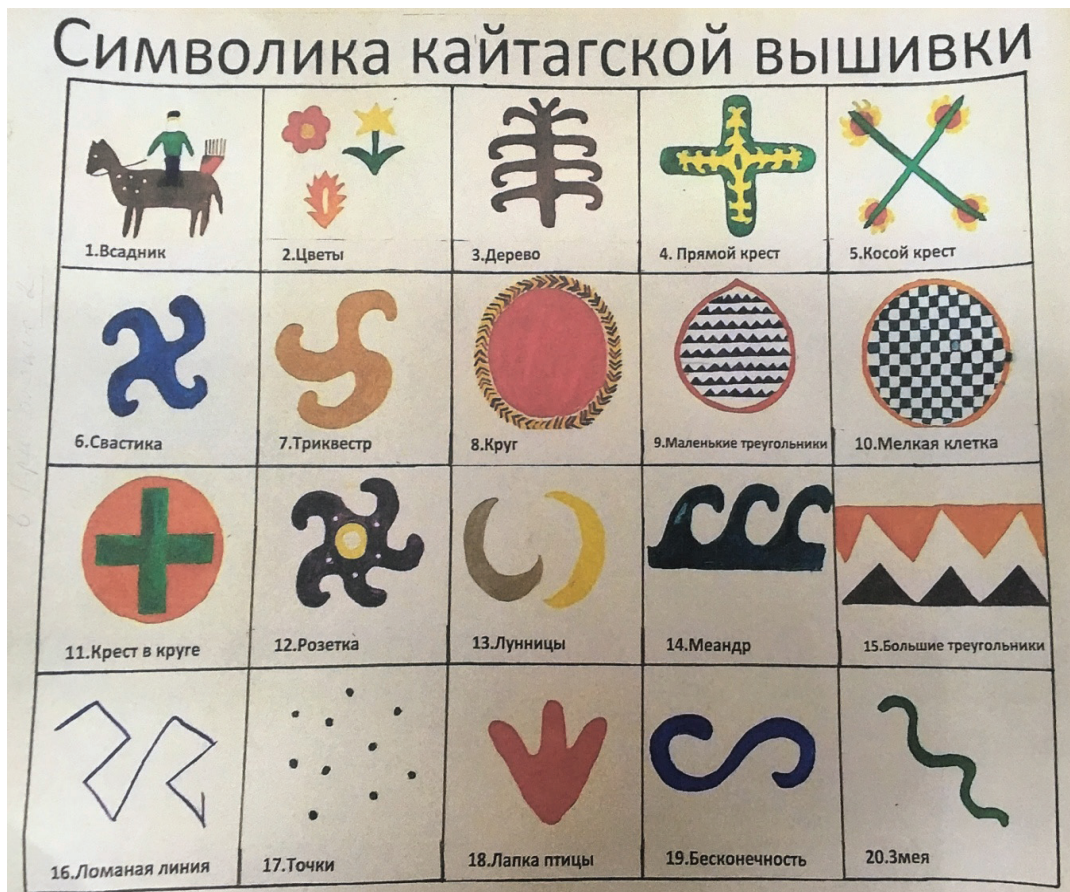 Символика кайтагской вышивки
1.Всадник
2.Цветы
3.Дерево
4. Прямой крест
5.Косой крест
6.Свастика
7.Триквестр
8.Круг
9.Маленькие треугольники
10.Мелкая клетка
11.Крест в круге
12.Розетка
13.Лунницы
14.Меандр
15.Большие треугольники
16.Ломаная линия
17.Точки
18.Лапка птицы
19.Бесконечность
20.Змея